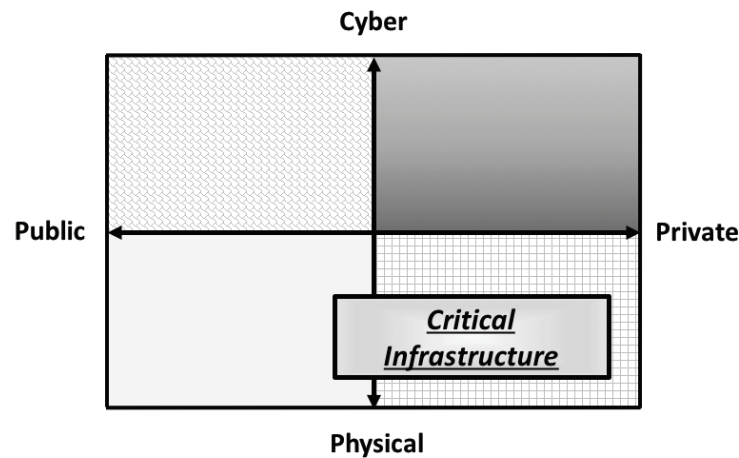 Cyber
Public
Private
Critical
Infrastructure
Physical